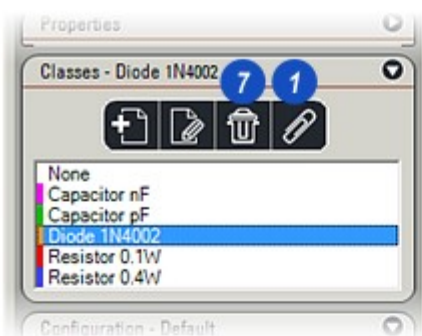 Properties
Classes - Diode 1N4002
7 1
None
Capacitor nF
Capacitor pF
Diode 1N4002
Resistor 0.1W
Resistor 0.4W
Configuration - Default